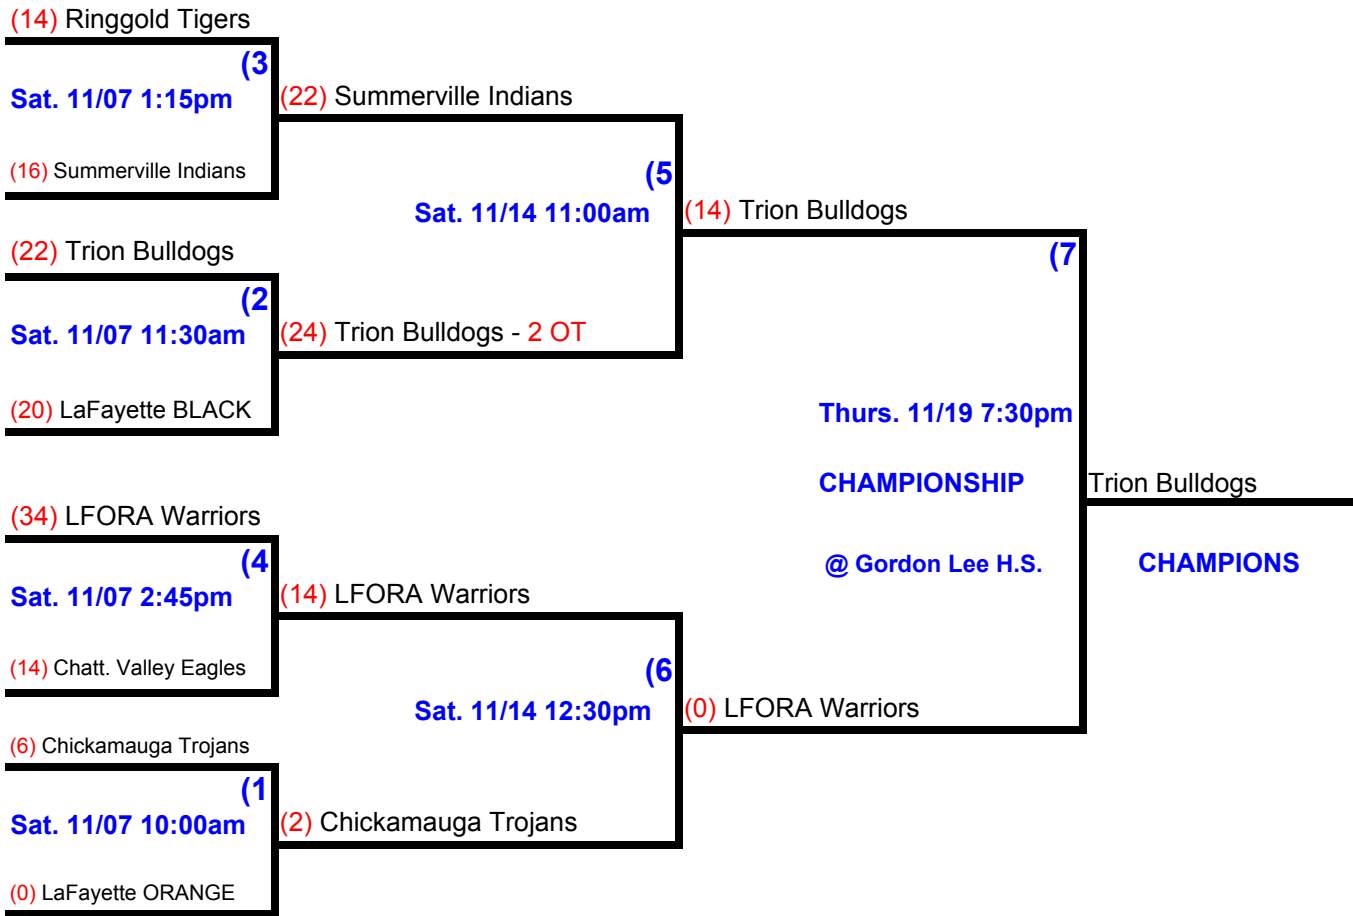 (14) Ringgold Tigers
(3
Sat. 11/07 1:15pm
(22) Summerville Indians
(16) Summerville Indians
(5
Sat. 11/14 11:00am
(14) Trion Bulldogs
(22) Trion Bulldogs
(7
(2
Sat. 11/07 11:30am
(24) Trion Bulldogs - 2 OT
(20) LaFayette BLACK
Thurs. 11/19 7:30pm
CHAMPIONSHIP
Trion Bulldogs
(34) LFORA Warriors
(4
@ Gordon Lee H.S.
CHAMPIONS
Sat. 11/07 2:45pm
(14) LFORA Warriors
(14) Chatt. Valley Eagles
(6
Sat. 11/14 12:30pm
(0) LFORA Warriors
(6) Chickamauga Trojans
(1
Sat. 11/07 10:00am
(2) Chickamauga Trojans
(0) LaFayette ORANGE